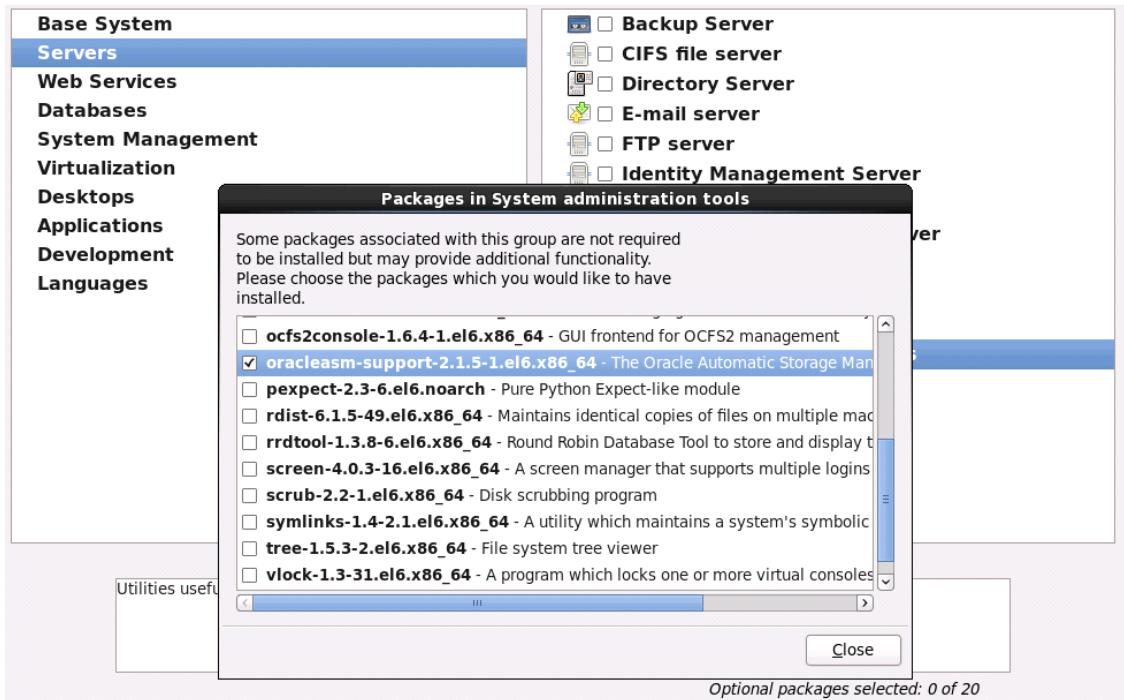 Base System
Servers
Web Services
Databases
System Management
Virtualization
Desktops
Applications
Development
Languages
Backup Server
CIFS file server
Directory Server
E-mail server
FTP server
Identity Management Server
ver
s
Packages in System administration tools
Some packages associated with this group are not required
to be installed but may provide additional functionality.
Please choose the packages which you would like to have
installed.
ocfs2console-1.6.4-1.el6.x86_64 - GUI frontend for OCFS2 management
oracleasm-support-2.1.5-1.el6.x86_64 - The Oracle Automatic Storage Man
pexpect-2.3-6.el6.noarch - Pure Python Expect-like module
rdist-6.1.5-49.el6.x86_64 - Maintains identical copies of files on multiple mac
rrdtool-1.3.8-6.el6.x86_64 - Round Robin Database Tool to store and display t
screen-4.0.3-16.el6.x86_64 - A screen manager that supports multiple logins
scrub-2.2-1.el6.x86_64 - Disk scrubbing program
symlinks-1.4-2.1.el6.x86_64 - A utility which maintains a system's symbolic
tree-1.5.3-2.el6.x86_64 - File system tree viewer
vlock-1.3-31.el6.x86_64 - A program which locks one or more virtual consoles
Utilities usefu
Close
Optional packages selected: 0 of 20